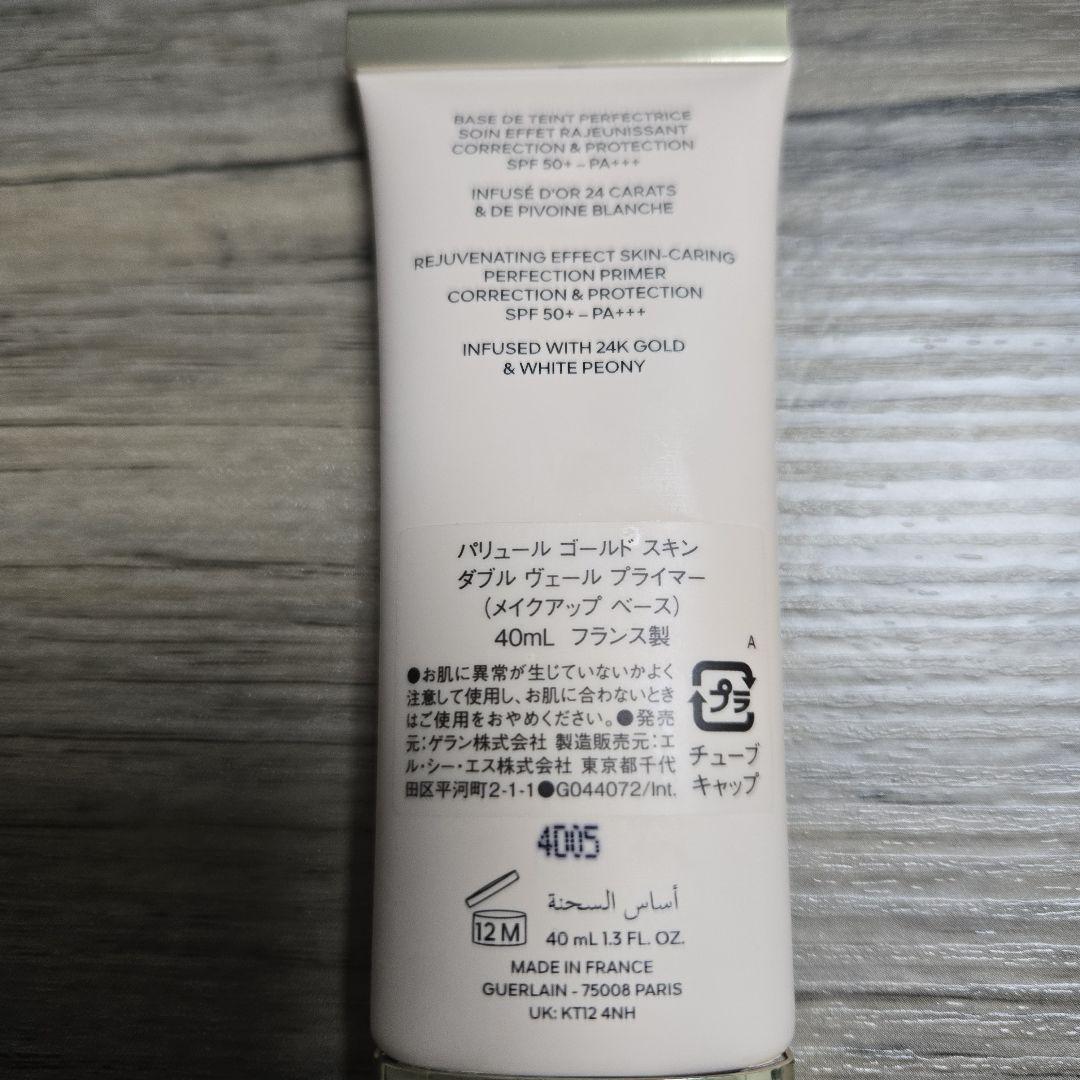 BASE DE TEINT PERFECTRICE
SOIN EFFET RAJEUNISSANT
CORRECTION & PROTECTION
SPF 50+ – PA+++
INFUSÉ D'OR 24 CARATS
& DE PIVOINE BLANCHE
REJUVENATING EFFECT SKIN-CARING
PERFECTION PRIMER
CORRECTION & PROTECTION
SPF 50+ – PA+++
INFUSED WITH 24K GOLD
& WHITE PEONY
パリュール ゴールド スキン
ダブル ヴェール プライマー
(メイクアップ ベース)
40mL フランス製
A
●お肌に異常が生じていないかよく
注意して使用し、お肌に合わないとき
はご使用をおやめください。●発売
元:ゲラン株式会社 製造販売元:エ
ル・シー・エス株式会社 東京都千代
田区平河町2-1-1●G044072/Int.
プラ
チューブ
キャップ
4D05
12 M
أساس السحنة
40 mL 1.3 FL. OZ.
MADE IN FRANCE
GUERLAIN - 75008 PARIS
UK: KT12 4NH